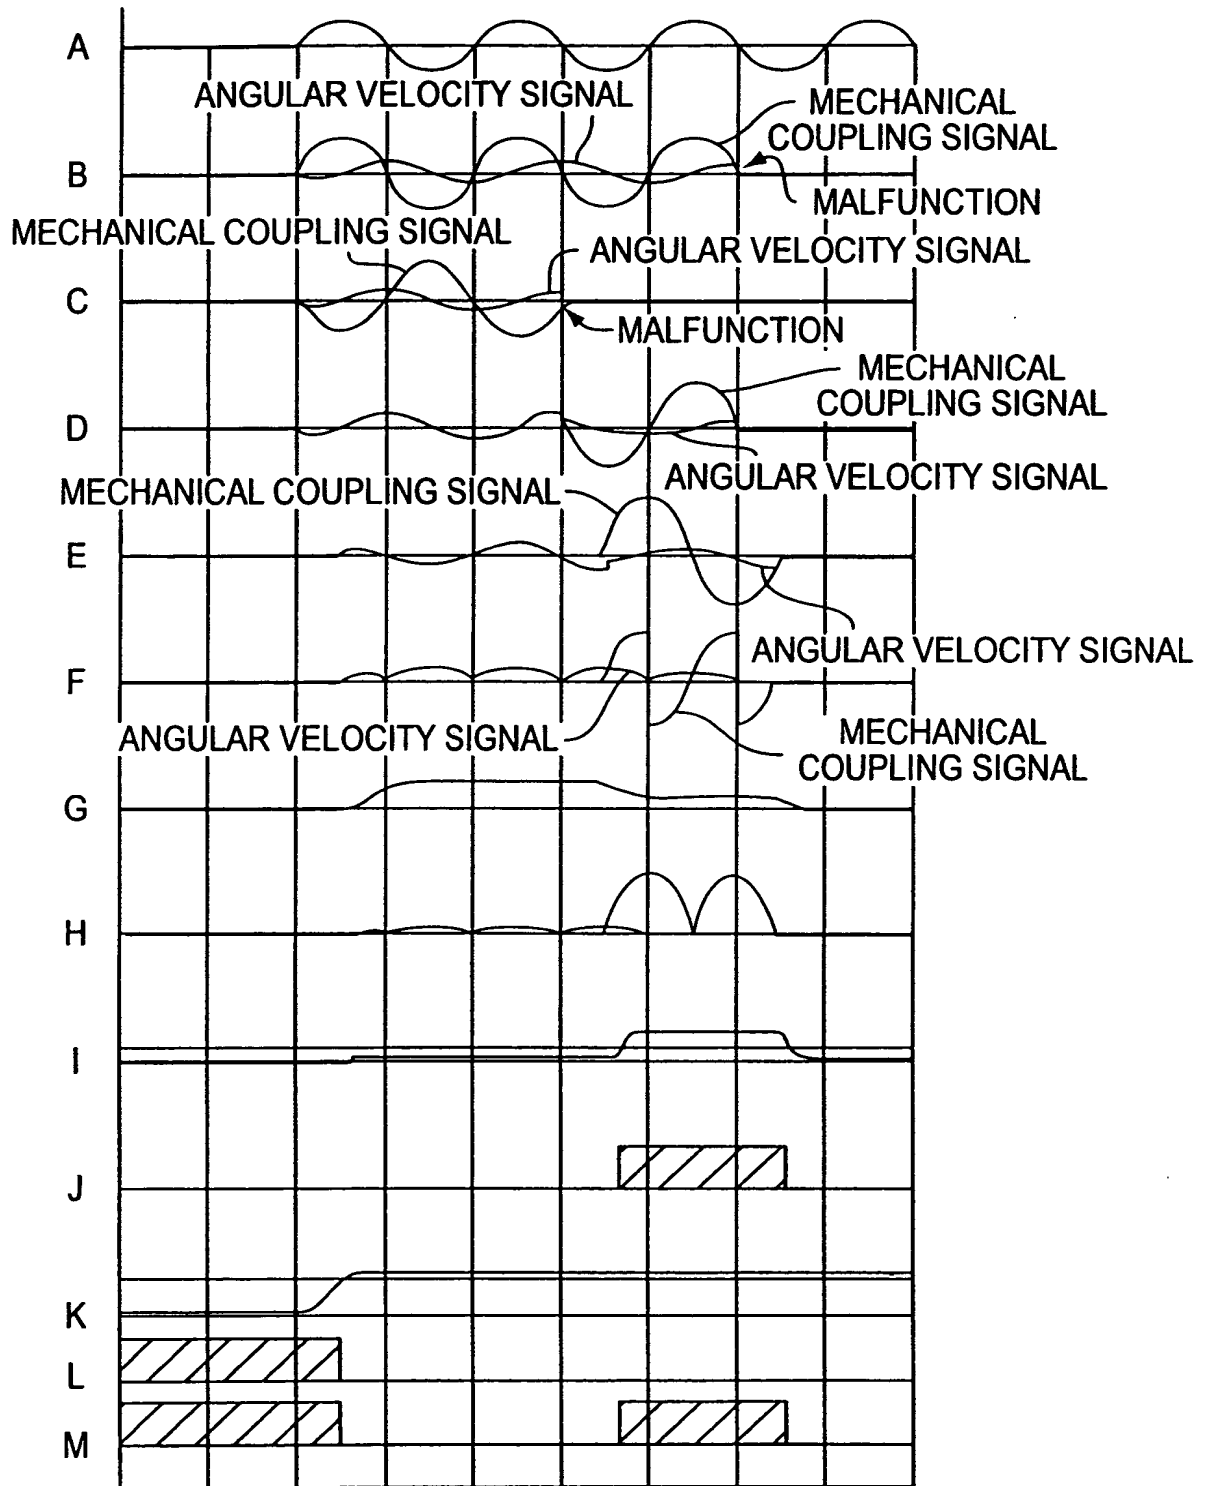 A
ANGULAR VELOCITY SIGNAL
MECHANICAL
COUPLING SIGNAL
B
MALFUNCTION
MECHANICAL COUPLING SIGNAL
ANGULAR VELOCITY SIGNAL
C
MALFUNCTION
MECHANICAL
COUPLING SIGNAL
D
ANGULAR VELOCITY SIGNAL
MECHANICAL COUPLING SIGNAL
E
ANGULAR VELOCITY SIGNAL
F
ANGULAR VELOCITY SIGNAL
MECHANICAL
COUPLING SIGNAL
G
H
I
J
K
L
M